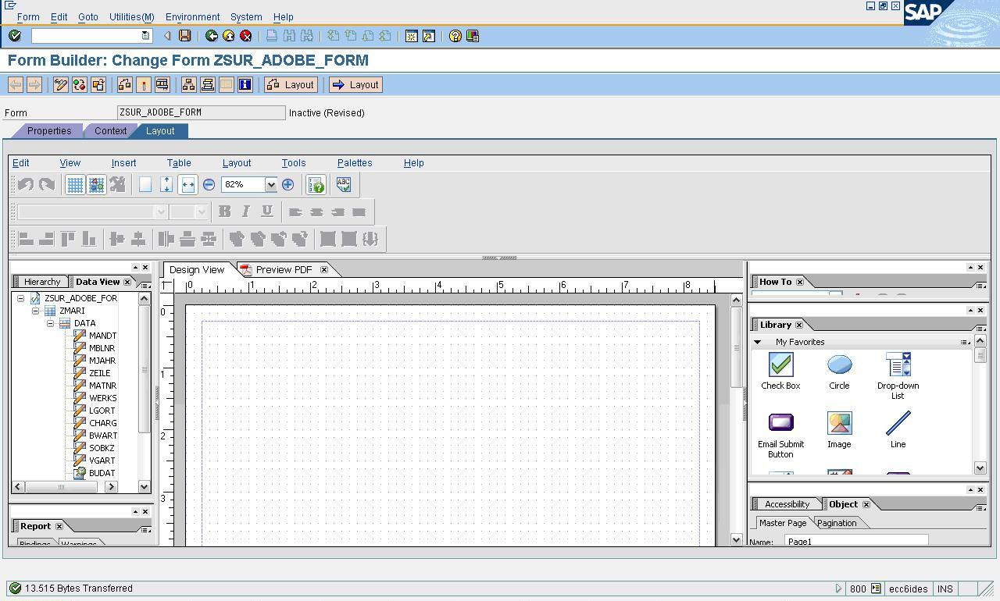 Form Edit Goto Utilities(M) Environment System Help
SAP
Form Builder: Change Form ZSUR_ADOBE_FORM
Layout Layout
Form ZSUR_ADOBE_FORM Inactive (Revised)
Properties Context Layout
Edit View Insert Table Layout Tools Palettes Help
82% ABC
B I U
Hierarchy Data View
Design View Preview PDF
How To
0 1 2 3 4 5 6 7 8
ZSUR_ADOBE_FOR
ZMARI
DATA
MANDT
MBLNR
MJAHR
ZEILE
MATNR
WERKS
LGORT
CHARG
BWART
SOBKZ
VGART
BUDAT
0
1
2
3
Library
My Favorites
Check Box Circle Drop-down List
Email Submit Button Image Line
Report
Bindings Warnings
Accessibility Object
Master Page Pagination
Name: Page1
13.515 Bytes Transferred
800 ecc6ides INS